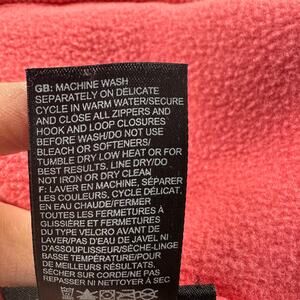 GB: MACHINE WASH
SEPARATELY ON DELICATE
CYCLE IN WARM WATER/SECURE
AND CLOSE ALL ZIPPERS AND
HOOK AND LOOP CLOSURES
BEFORE WASH/DO NOT USE
BLEACH OR SOFTENERS/
TUMBLE DRY LOW HEAT OR FOR
BEST RESULTS, LINE DRY/DO
NOT IRON OR DRY CLEAN
F: LAVER EN MACHINE, SÉPARER
LES COULEURS, CYCLE DÉLICAT,
EN EAU CHAUDE/FERMER
TOUTES LES FERMETURES À
GLISSIÈRE ET FERMETURES
DU TYPE VELCRO AVANT DE
LAVER/PAS D'EAU DE JAVEL NI
D'ASSOUPLISSEUR/SÈCHE-LINGE
BASSE TEMPÉRATURE/POUR
DE MEILLEURS RÉSULTATS,
SÉCHER SUR CORDE/NE PAS
REPASSER NI NETTOYER À SEC